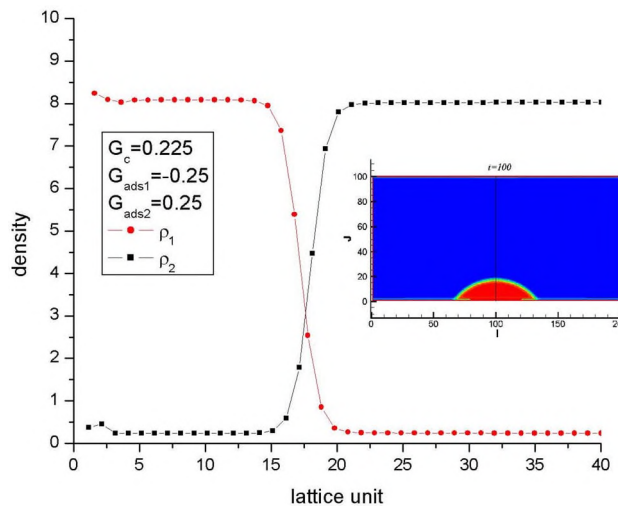 10
9
8
7
6
5
4
3
2
1
0
density
G_c=0.225
G_ads1=-0.25
G_ads2=0.25
ρ_1
ρ_2
t=100
100
80
60
40
20
0
J
0 50 100 150 200
I
0 5 10 15 20 25 30 35 40
lattice unit